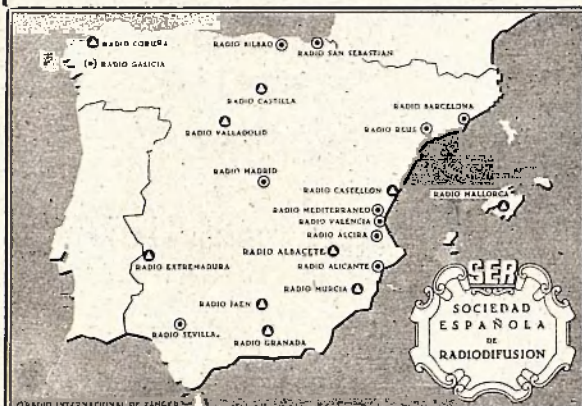 RADIO CORUÑA
RADIO GALICIA
RADIO BILBAO
RADIO SAN SEBASTIAN
RADIO CASTILLA
RADIO VALLADOLID
RADIO BARCELONA
RADIO REUS
RADIO MADRID
RADIO CASTELLON
RADIO MALLORCA
RADIO MEDITERRANEO
RADIO VALENCIA
RADIO ALCIRA
RADIO ALBACETE
RADIO EXTREMADURA
RADIO ALICANTE
RADIO MURCIA
RADIO JAEN
RADIO SEVILLA
RADIO GRANADA
SER
SOCIEDAD
ESPAÑOLA
DE
RADIODIFUSION
RADIO INTERNACIONAL DE TANGER